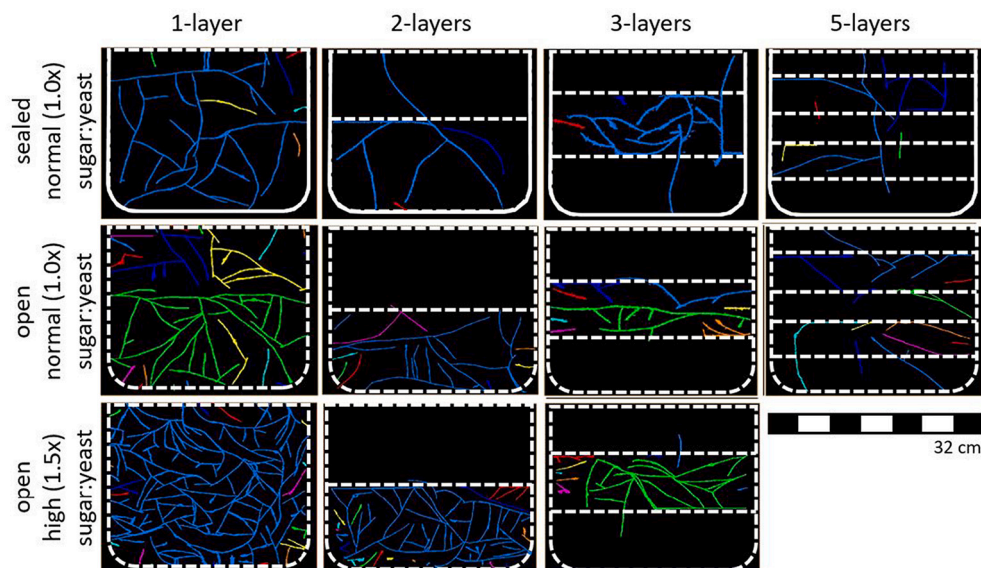 1-layer
2-layers
3-layers
5-layers
sealed
normal (1.0x)
sugar:yeast
open
normal (1.0x)
sugar:yeast
open
high (1.5x)
sugar:yeast
32 cm